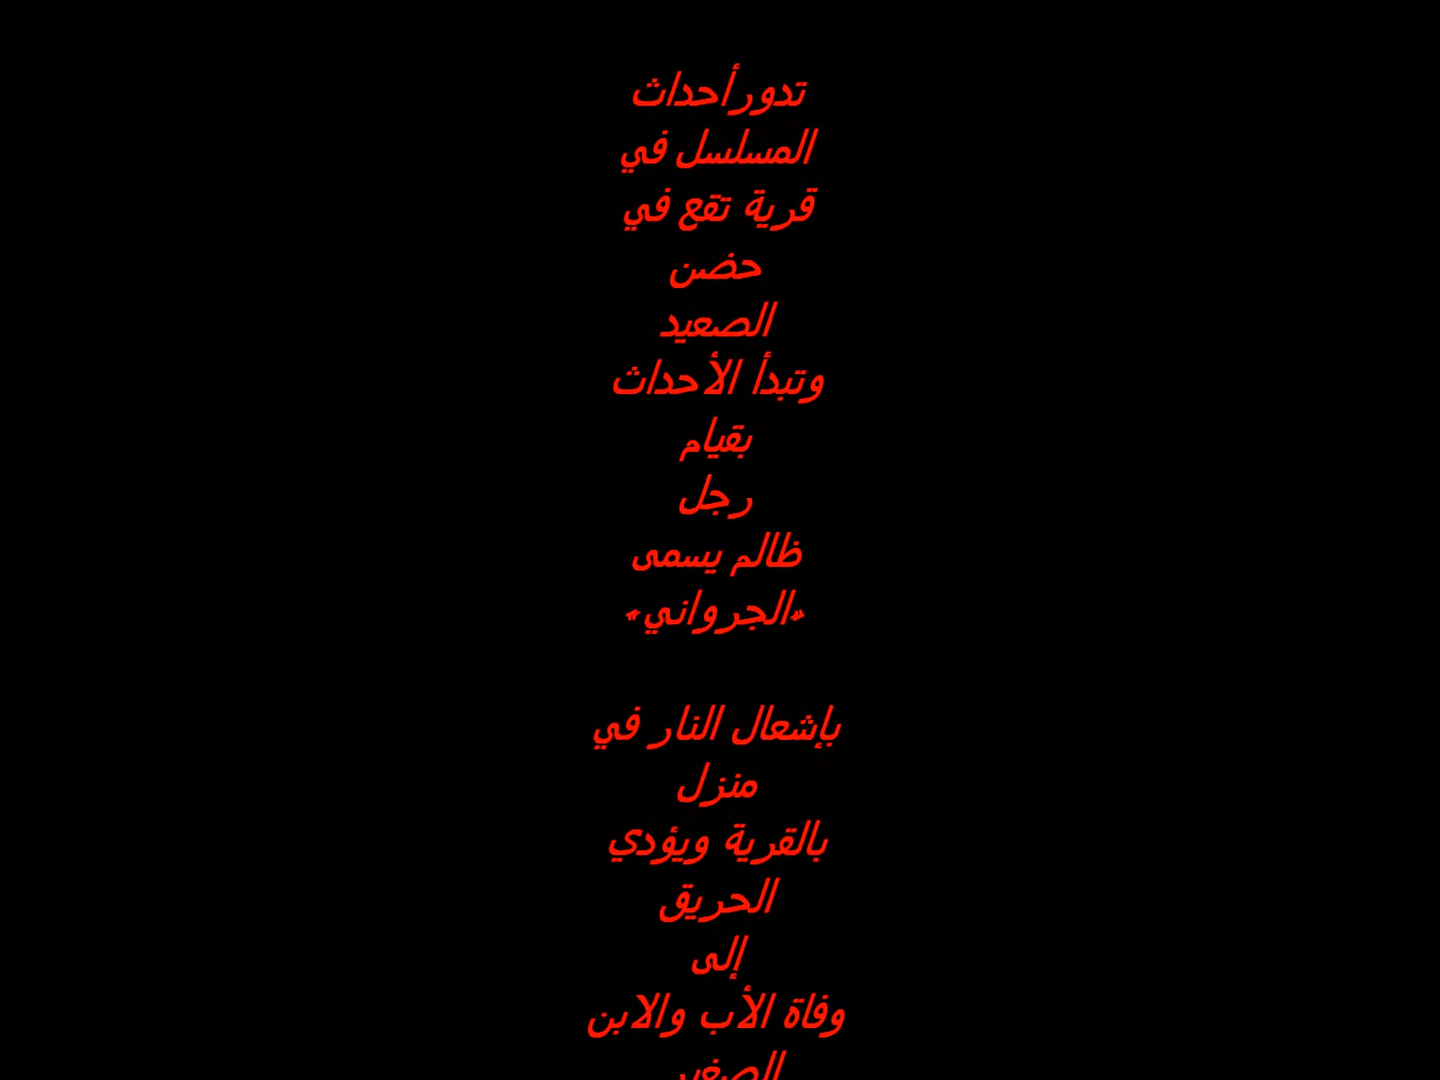 تدور أحداث
المسلسل في
قرية تقع في
حضن
الصعيد
وتبدأ الأحداث
بقيام
رجل
ظالم يسمى
«الجرواني»
بإشعال النار في
منزل
بالقرية ويؤدي
الحريق
إلى
وفاة الأب والابن
الصغير